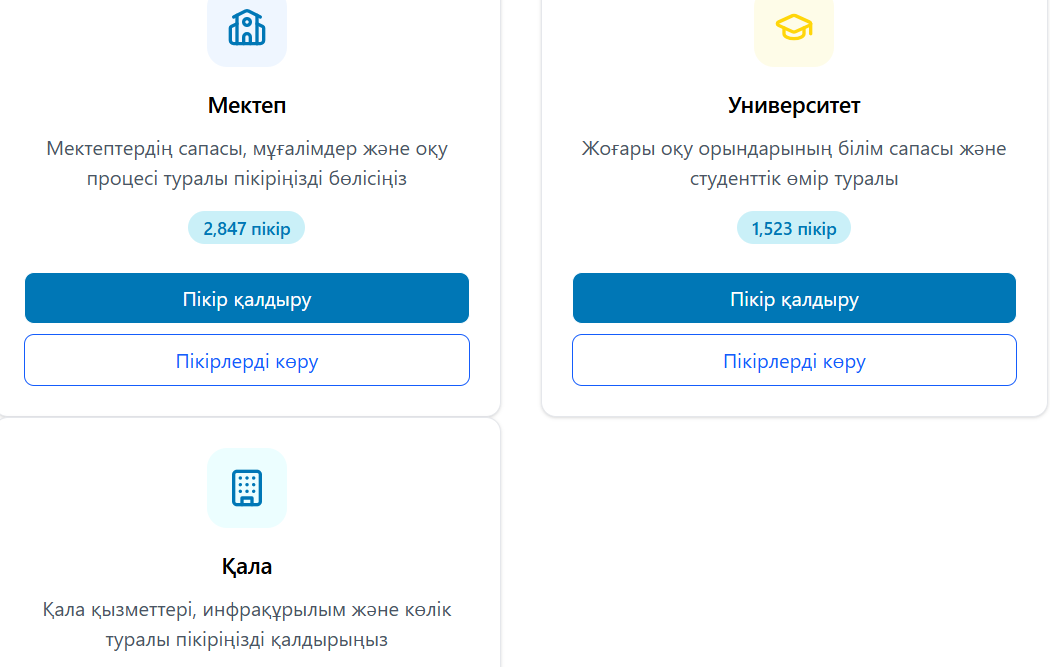 Мектеп
Мектептердің сапасы, мұғалімдер және оқу
процесі туралы пікіріңізді бөлісіңіз
2,847 пікір
Пікір қалдыру
Пікірлерді көру
Университет
Жоғары оқу орындарының білім сапасы және
студенттік өмір туралы
1,523 пікір
Пікір қалдыру
Пікірлерді көру
Қала
Қала қызметтері, инфрақұрылым және көлік
туралы пікіріңізді қалдырыңыз